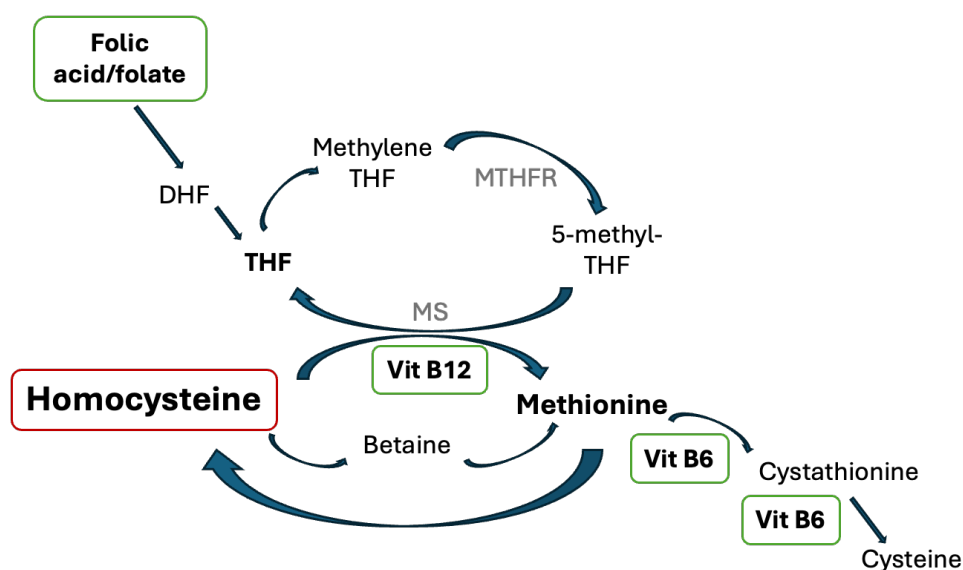 Folic
acid/folate
Methylene
THF
MTHFR
DHF
5-methyl-
THF
THF
MS
Vit B12
Homocysteine
Methionine
Betaine
Vit B6
Cystathionine
Vit B6
Cysteine